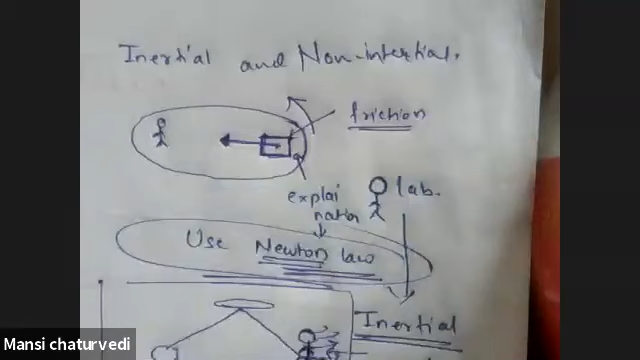 Inertial and Non-inertial.
friction
lab.
explai
nation
Use Newton law
Inertial
Mansi chaturvedi